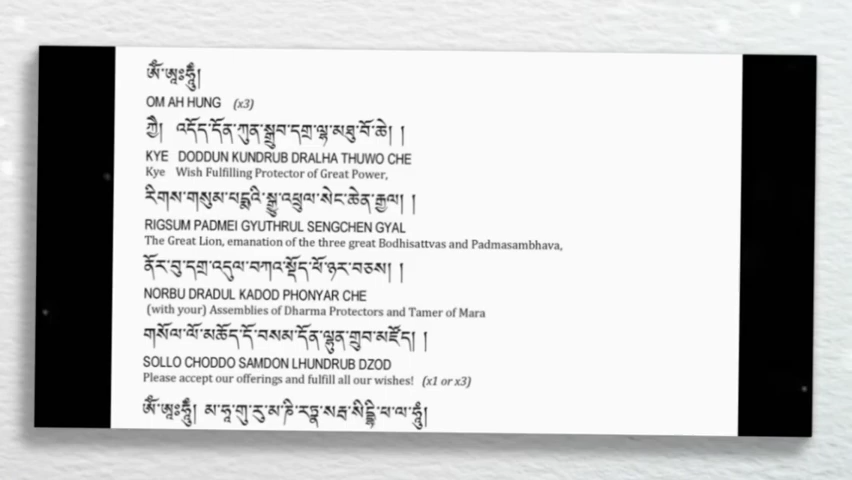 ༀ་ཨཱཿཧཱུྃ།
OM AH HUNG (x3)
ཀྱཻ། འདོད་དོན་ཀུན་སྒྲུབ་དགྲ་ལྷ་མཐུ་བོ་ཆེ། །
KYE DODDUN KUNDRUB DRALHA THUWO CHE
Kye Wish Fulfilling Protector of Great Power,
རིགས་གསུམ་པདྨའི་སྒྱུ་འཕྲུལ་སེང་ཆེན་རྒྱལ། །
RIGSUM PADMEI GYUTHRUL SENGCHEN GYAL
The Great Lion, emanation of the three great Bodhisattvas and Padmasambhava,
ནོར་བུ་དགྲ་འདུལ་བཀའ་སྡོད་ཕོ་ཉར་བཅས། །
NORBU DRADUL KADOD PHONYAR CHE
(with your) Assemblies of Dharma Protectors and Tamer of Mara
གསོལ་ལོ་མཆོད་དོ་བསམ་དོན་ལྷུན་གྲུབ་མཛོད། །
SOLLO CHODDO SAMDON LHUNDRUB DZOD
Please accept our offerings and fulfill all our wishes! (x1 or x3)
ༀ་ཨཱཿཧཱུྃ། མ་ཧཱ་གུ་རུ་མ་ཎི་རཏྣ་སརྦ་སིདྡྷི་ཕ་ལ་ཧཱུྃ།